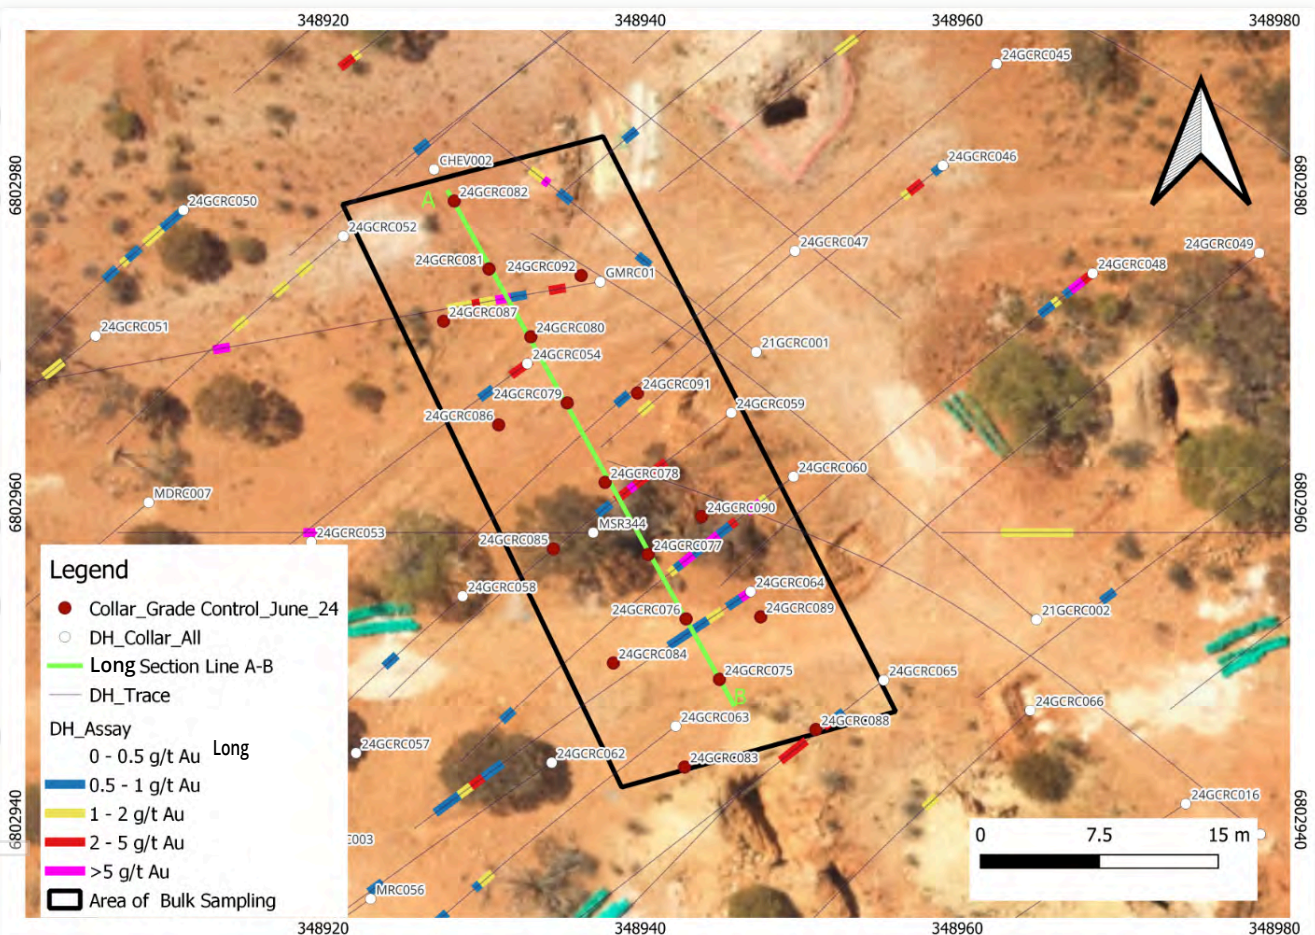 348920 348940 348960 348980
24GCRC045
24GCRC046
CHEV002
6802980
6802980
24GCRC050
24GCRC082
A
24GCRC052
24GCRC047
24GCRC049
24GCRC081
24GCRC092
GMRC01
24GCRC048
24GCRC087
24GCRC051
24GCRC080
21GCRC001
24GCRC054
24GCRC079
24GCRC091
24GCRC086
24GCRC059
24GCRC078
24GCRC060
MDRC007
6802960
6802960
24GCRC090
24GCRC053
MSR344
24GCRC085
24GCRC077
24GCRC058
24GCRC064
24GCRC076
24GCRC089
21GCRC002
24GCRC084
24GCRC075
24GCRC065
B
24GCRC066
24GCRC063
24GCRC088
24GCRC057
24GCRC062
24GCRC083
24GCRC016
6802940
6802940
C003
MRC056
Legend
Collar_Grade Control_June_24
DH_Collar_All
Long Section Line A-B
DH_Trace
DH_Assay
0 - 0.5 g/t Au Long
0.5 - 1 g/t Au
1 - 2 g/t Au
2 - 5 g/t Au
>5 g/t Au
Area of Bulk Sampling
0 7.5 15 m
348920 348940 348960 348980